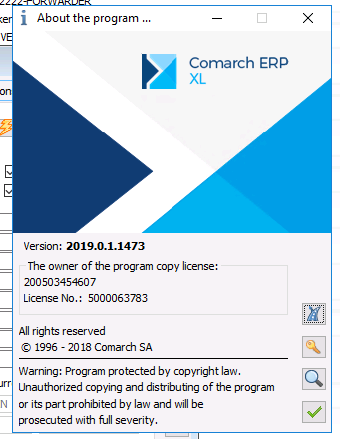 2222-FORWARDER
About the program ...
Comarch ERP
XL
Version: 2019.0.1.1473
The owner of the program copy license:
200503454607
License No.: 5000063783
All rights reserved
© 1996 - 2018 Comarch SA
Warning: Program protected by copyright law.
Unauthorized copying and distributing of the program
or its part prohibited by law and will be
prosecuted with full severity.